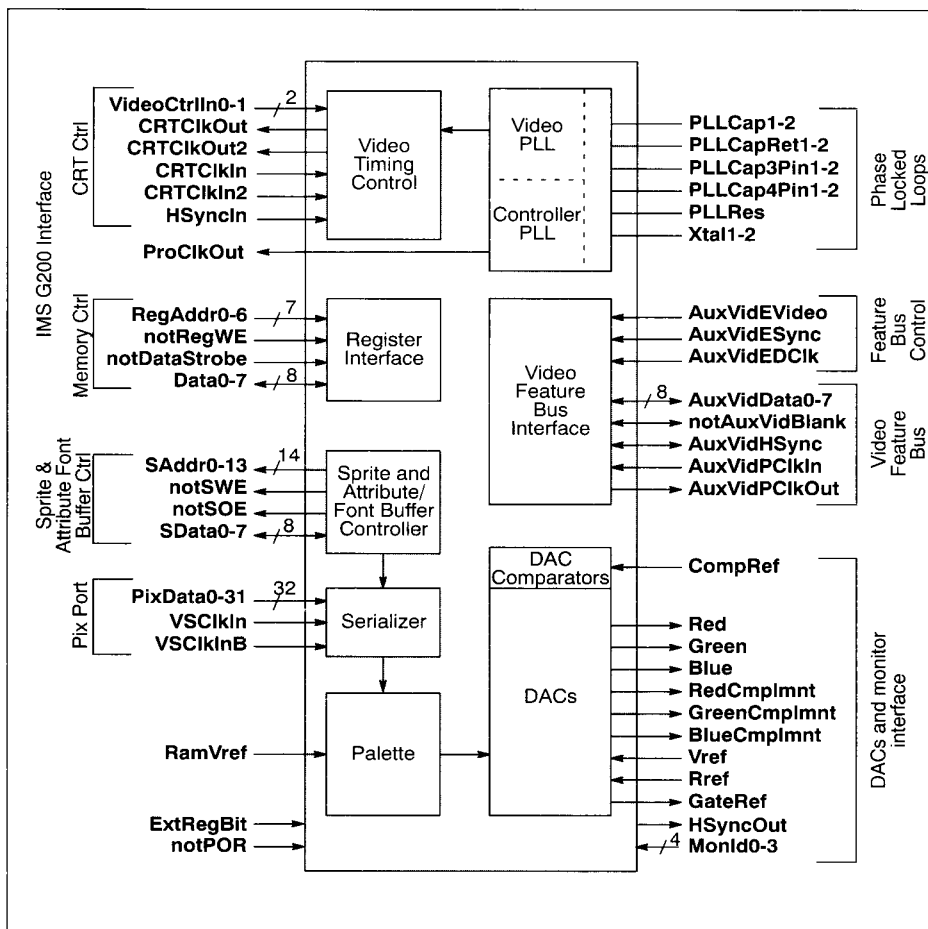 IMS G200 Interface
CRT Ctrl
VideoCtrlIn0-1
2
CRTClkOut
CRTClkOut2
CRTClkIn
CRTClkIn2
HSyncIn
ProClkOut
Video
Timing
Control
Video
PLL
Controller
PLL
PLLCap1-2
PLLCapRet1-2
PLLCap3Pin1-2
PLLCap4Pin1-2
PLLRes
Xtal1-2
Phase
Locked
Loops
Memory Ctrl
RegAddr0-6
7
notRegWE
notDataStrobe
Data0-7
8
Register
Interface
Video
Feature
Bus
Interface
AuxVidEVideo
AuxVidESync
AuxVidEDClk
Feature
Bus
Control
AuxVidData0-7
8
notAuxVidBlank
AuxVidHSync
AuxVidPClkIn
AuxVidPClkOut
Video
Feature
Bus
Sprite &
Attribute Font
Buffer Ctrl
SAddr0-13
14
notSWE
notSOE
SData0-7
8
Sprite and
Attribute/
Font Buffer
Controller
Pix Port
PixData0-31
32
VSClkIn
VSClkInB
Serializer
RamVref
Palette
ExtRegBit
notPOR
DAC
Comparators
DACs
CompRef
Red
Green
Blue
RedCmplmnt
GreenCmplmnt
BlueCmplmnt
Vref
Rref
GateRef
HSyncOut
4
MonId0-3
DACs and monitor
interface